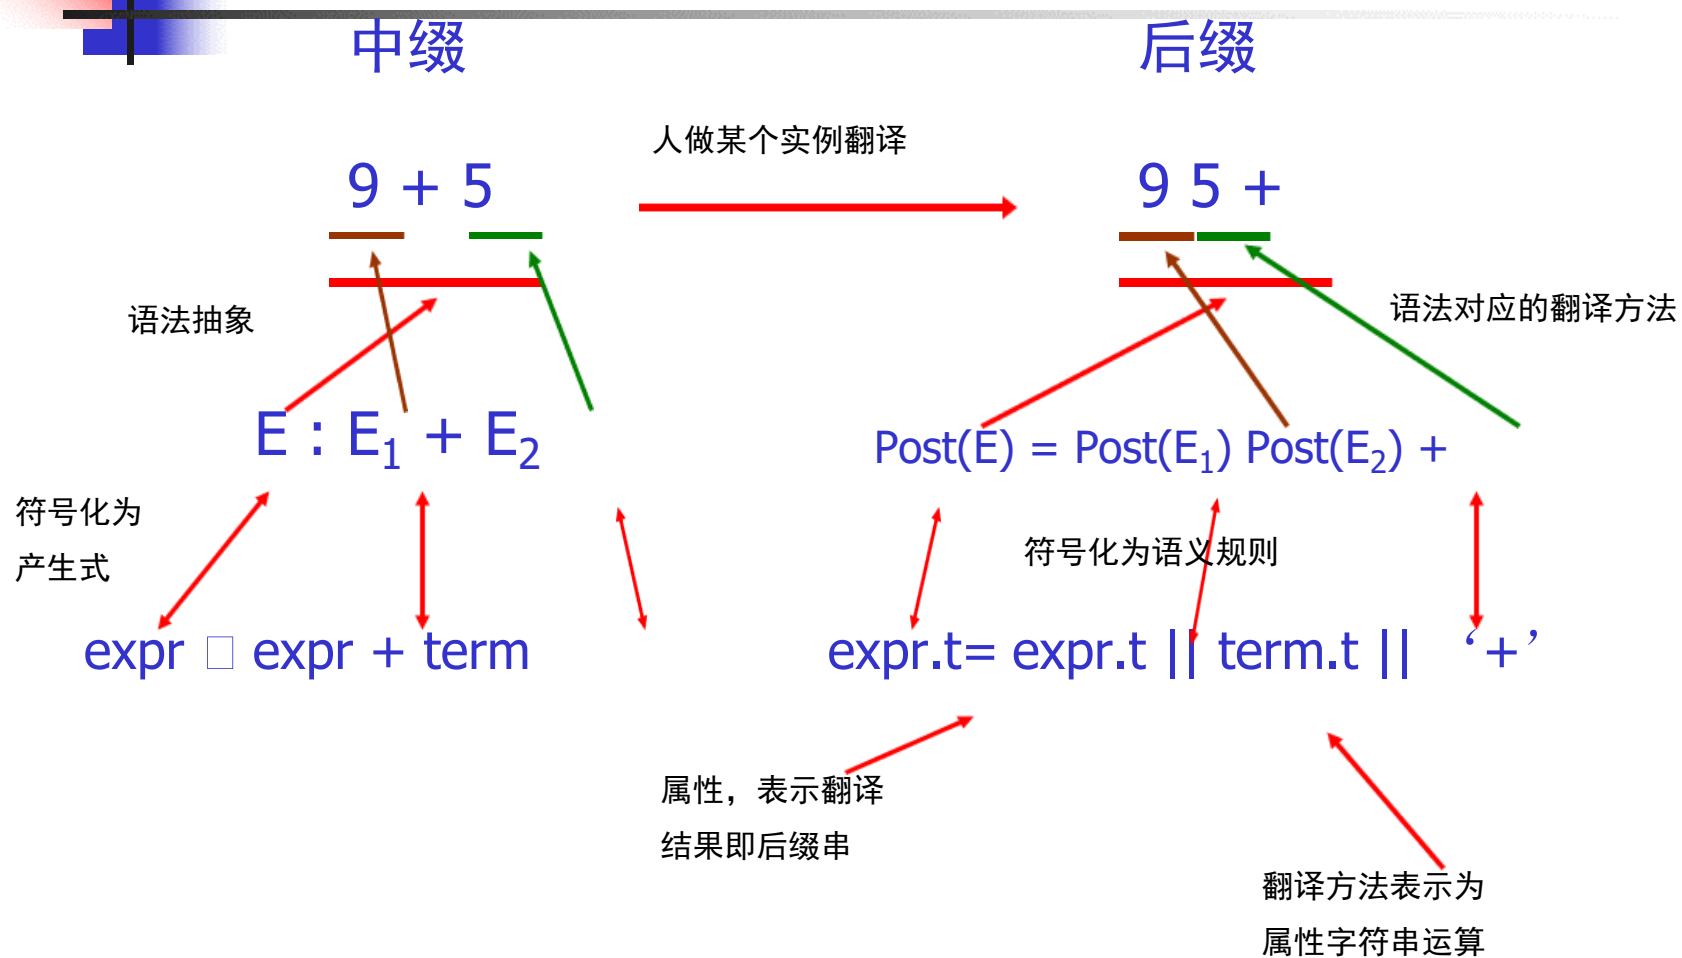 中缀
后缀
人做某个实例翻译
9 + 5
9 5 +
语法抽象
语法对应的翻译方法
E : E₁ + E₂
Post(E) = Post(E₁) Post(E₂) +
符号化为
产生式
符号化为语义规则
expr □ expr + term
expr.t= expr.t || term.t || ‘+’
属性，表示翻译
结果即后缀串
翻译方法表示为
属性字符串运算